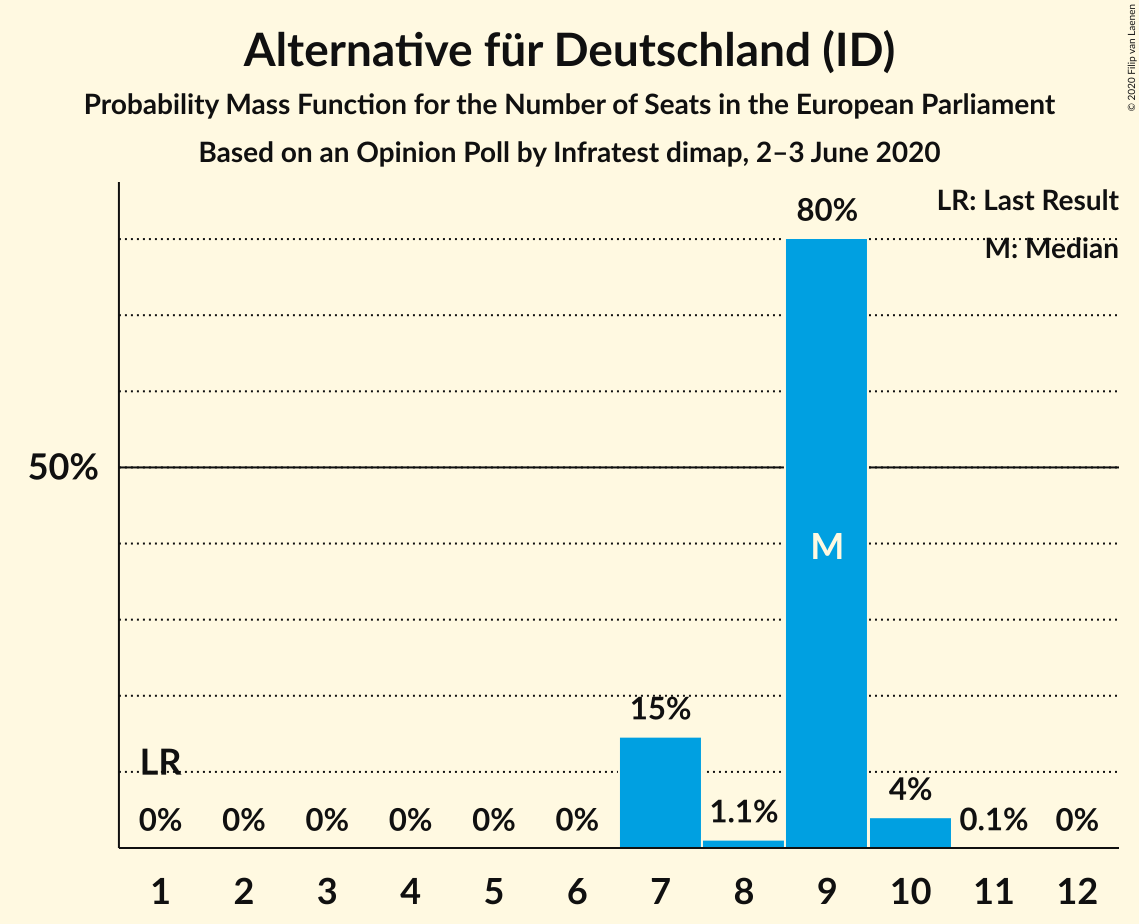 Alternative für Deutschland (ID)
Probability Mass Function for the Number of Seats in the European Parliament
Based on an Opinion Poll by Infratest dimap, 2–3 June 2020
© 2020 Filip van Laenen
LR: Last Result
M: Median
80%
50%
M
15%
LR
4%
0% 0% 0% 0% 0% 0% 1.1% 0.1% 0%
1 2 3 4 5 6 7 8 9 10 11 12